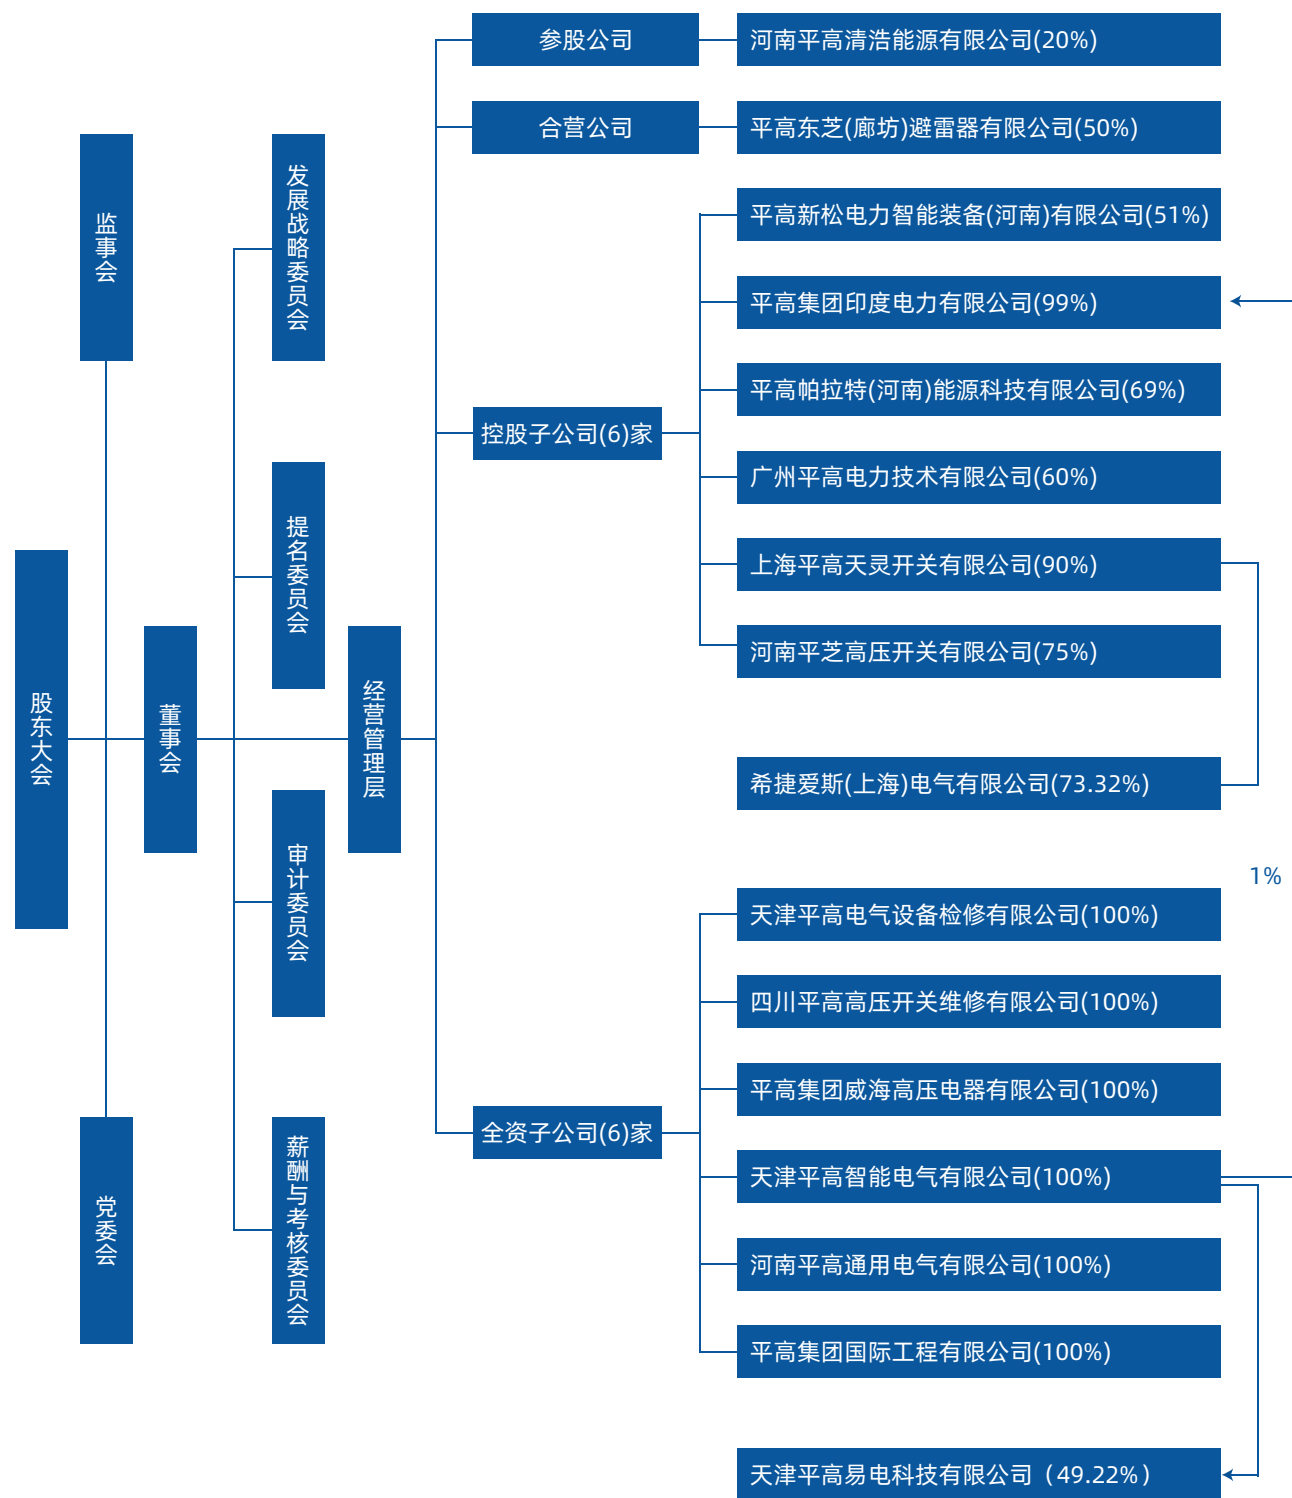 股东大会
监事会
党委会
董事会
发展战略委员会
提名委员会
审计委员会
薪酬与考核委员会
经营管理层
参股公司
河南平高清浩能源有限公司(20%)
合营公司
平高东芝(廊坊)避雷器有限公司(50%)
控股子公司(6)家
平高新松电力智能装备(河南)有限公司(51%)
平高集团印度电力有限公司(99%)
平高帕拉特(河南)能源科技有限公司(69%)
广州平高电力技术有限公司(60%)
上海平高天灵开关有限公司(90%)
河南平芝高压开关有限公司(75%)
希捷爱斯(上海)电气有限公司(73.32%)
1%
全资子公司(6)家
天津平高电气设备检修有限公司(100%)
四川平高高压开关维修有限公司(100%)
平高集团威海高压电器有限公司(100%)
天津平高智能电气有限公司(100%)
河南平高通用电气有限公司(100%)
平高集团国际工程有限公司(100%)
天津平高易电科技有限公司（49.22%）